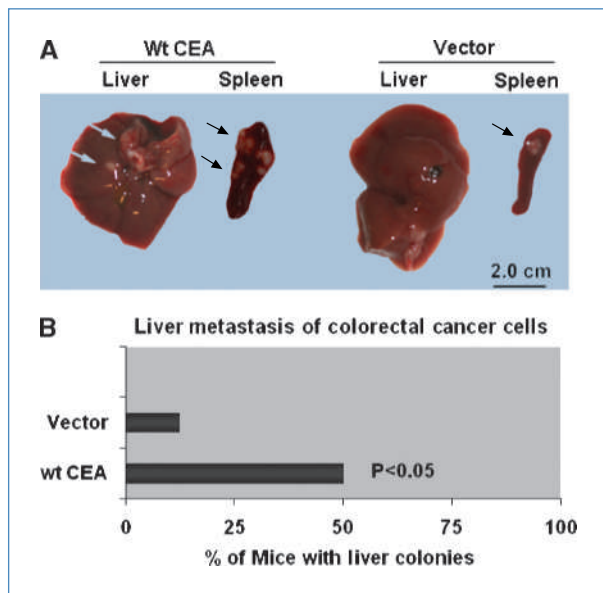 A
Wt CEA Vector
Liver Spleen Liver Spleen
2.0 cm
B Liver metastasis of colorectal cancer cells
Vector
wt CEA P<0.05
0 25 50 75 100
% of Mice with liver colonies